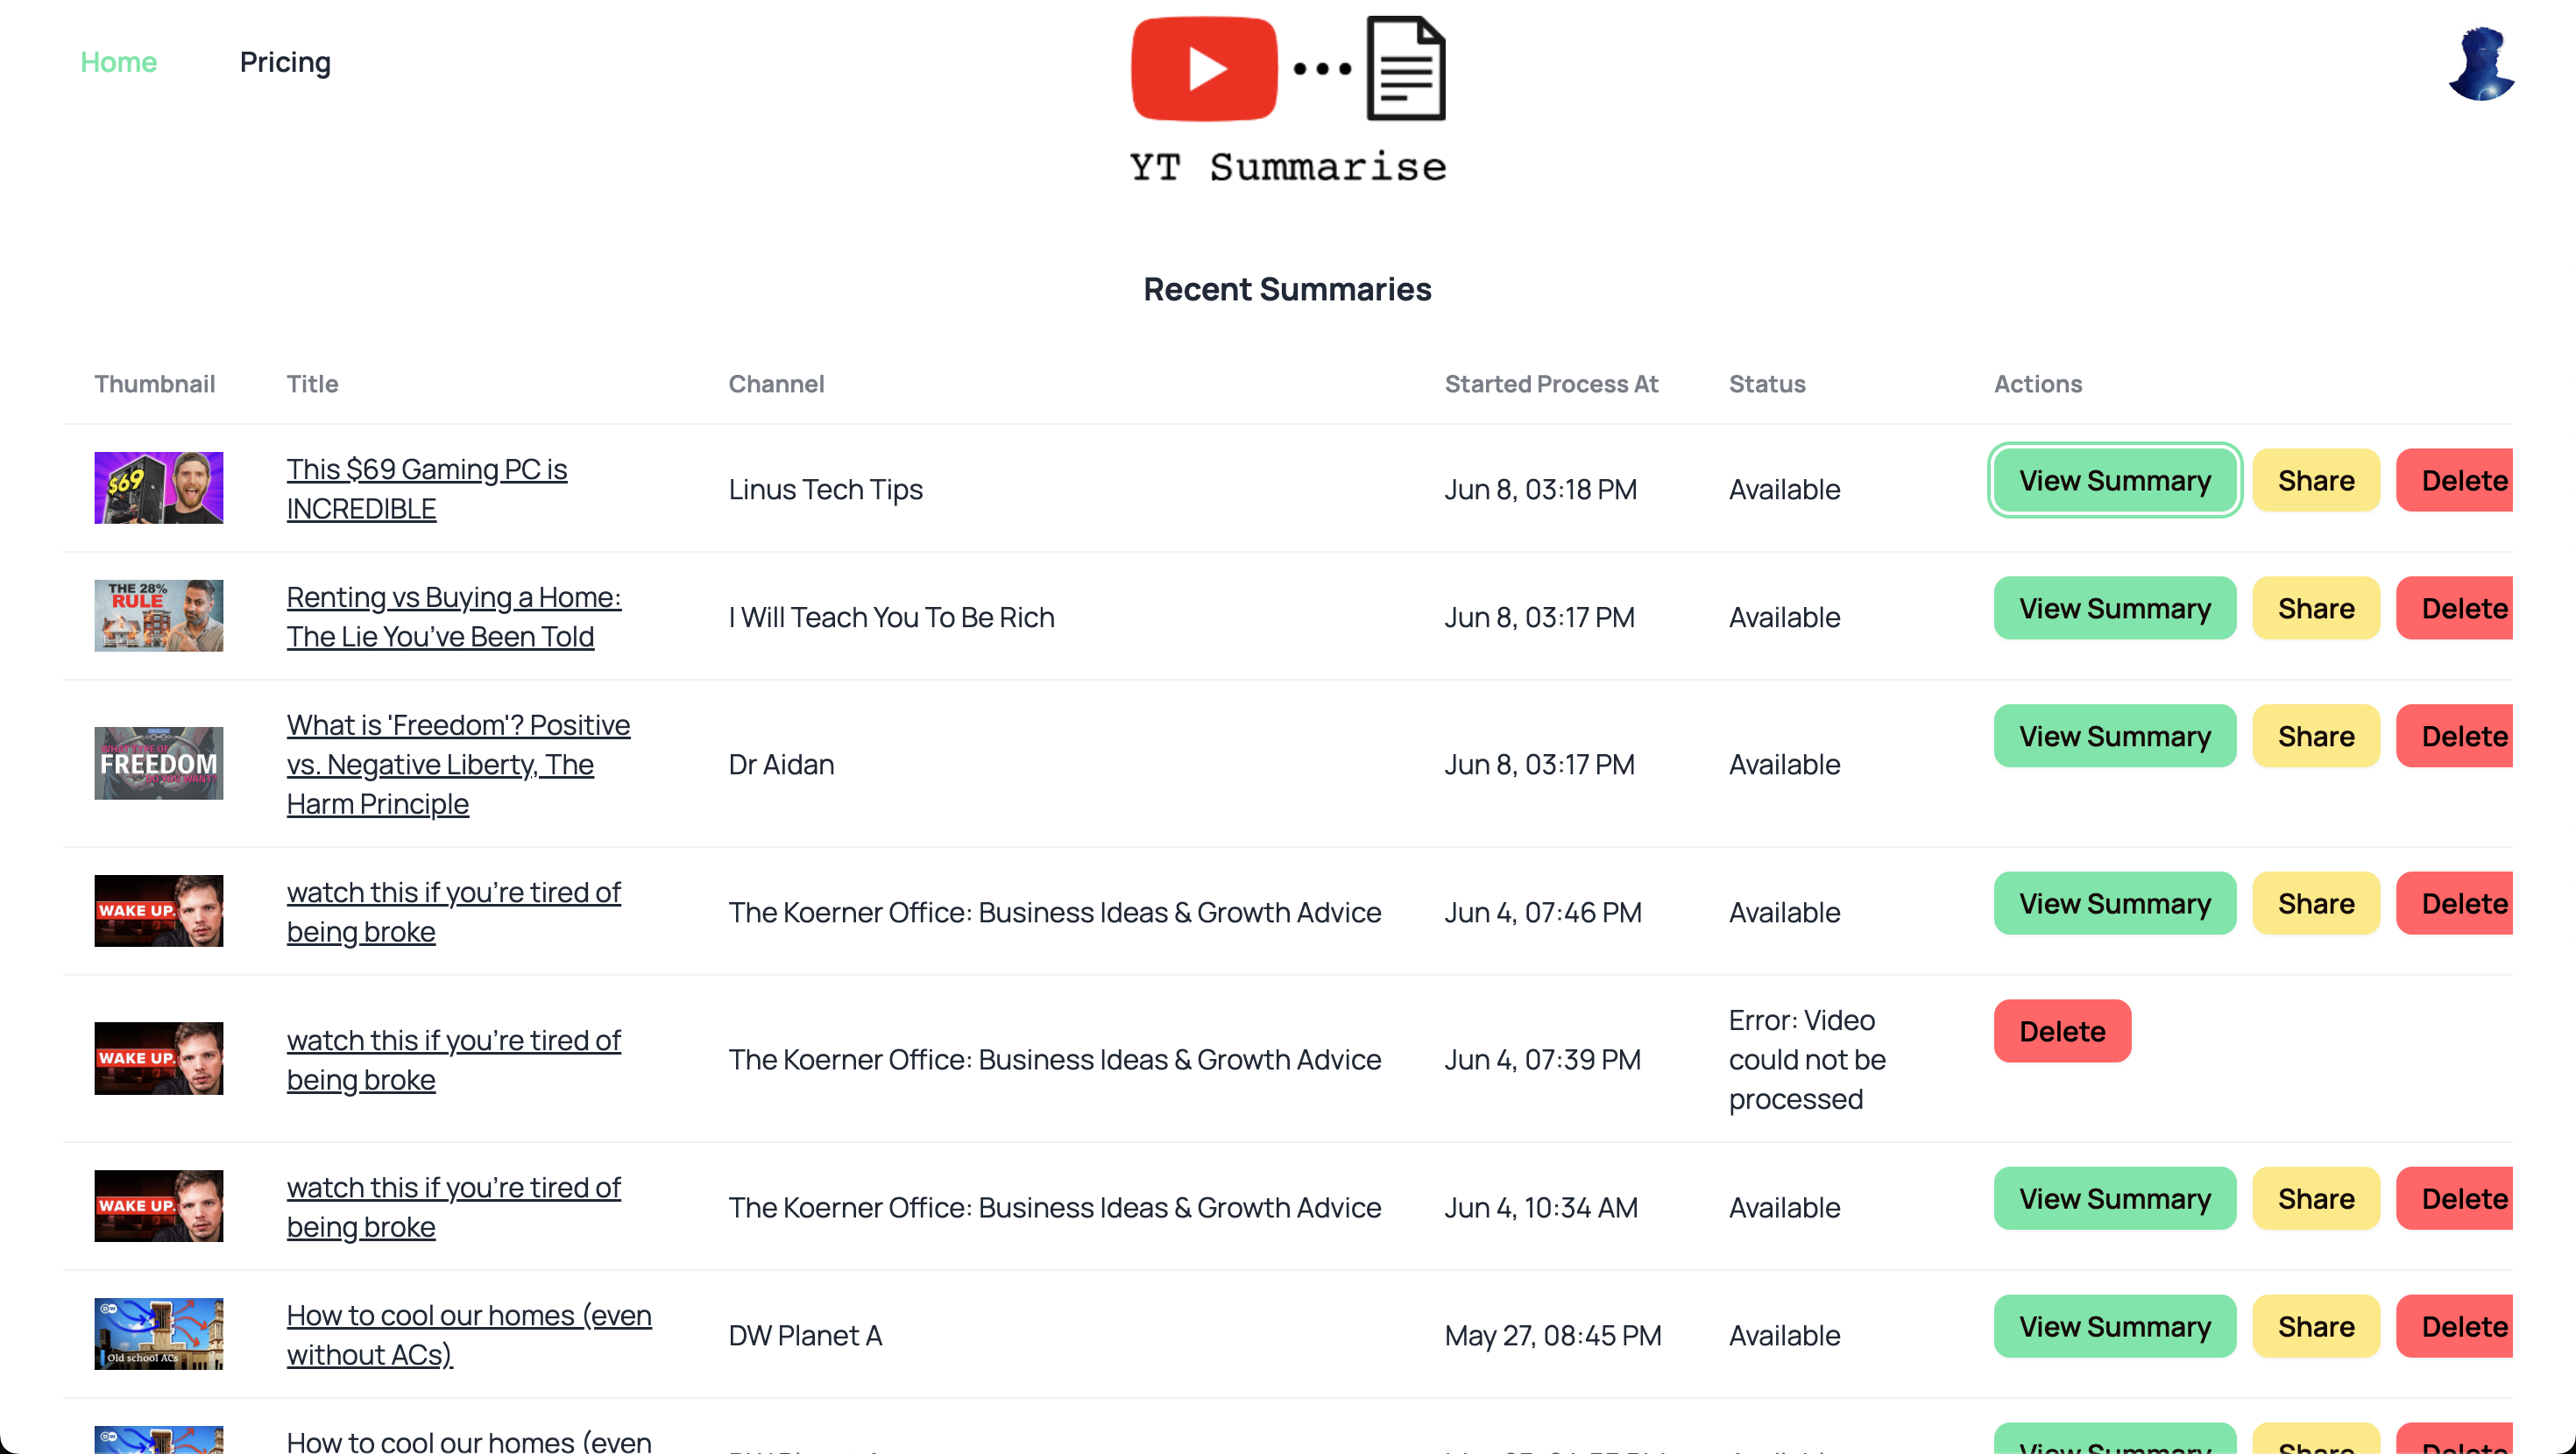 Home
Pricing
YT Summarise
Recent Summaries
Thumbnail
Title
Channel
Started Process At
Status
Actions
$69
This $69 Gaming PC is
INCREDIBLE
Linus Tech Tips
Jun 8, 03:18 PM
Available
View Summary
Share
Delete
THE 28%
RULE
Renting vs Buying a Home:
The Lie You've Been Told
I Will Teach You To Be Rich
Jun 8, 03:17 PM
Available
View Summary
Share
Delete
WHAT TYPE OF
FREEDOM
DO YOU WANT?
What is 'Freedom'? Positive
vs. Negative Liberty, The
Harm Principle
Dr Aidan
Jun 8, 03:17 PM
Available
View Summary
Share
Delete
WAKE UP.
watch this if you're tired of
being broke
The Koerner Office: Business Ideas & Growth Advice
Jun 4, 07:46 PM
Available
View Summary
Share
Delete
WAKE UP.
watch this if you're tired of
being broke
The Koerner Office: Business Ideas & Growth Advice
Jun 4, 07:39 PM
Error: Video
could not be
processed
Delete
WAKE UP.
watch this if you're tired of
being broke
The Koerner Office: Business Ideas & Growth Advice
Jun 4, 10:34 AM
Available
View Summary
Share
Delete
DW
Old school ACs
How to cool our homes (even
without ACs)
DW Planet A
May 27, 08:45 PM
Available
View Summary
Share
Delete
DW
How to cool our homes (even
View Summary
Share
Delete